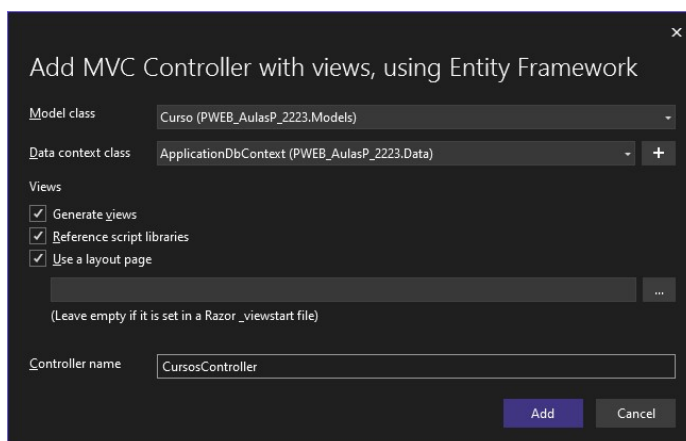 Add MVC Controller with views, using Entity Framework
Model class
Curso (PWEB_AulasP_2223.Models)
Data context class
ApplicationDbContext (PWEB_AulasP_2223.Data)
+
Views
Generate views
Reference script libraries
Use a layout page
...
(Leave empty if it is set in a Razor _viewstart file)
Controller name
CursosController
Add
Cancel